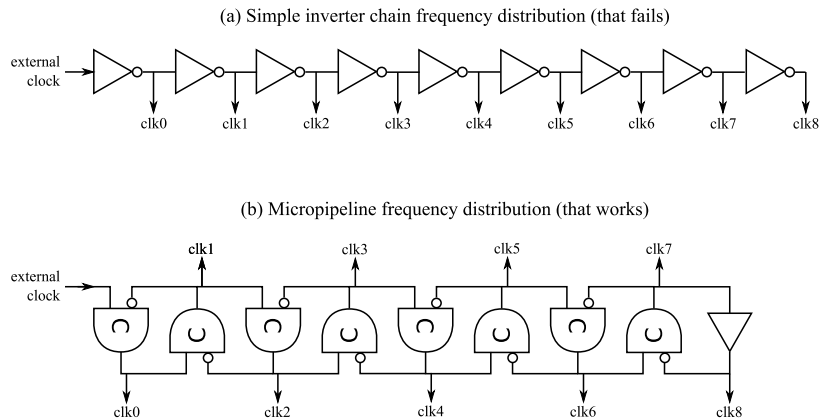 (a) Simple inverter chain frequency distribution (that fails)
external
clock
clk0 clk1 clk2 clk3 clk4 clk5 clk6 clk7 clk8
(b) Micropipeline frequency distribution (that works)
clk1 clk3 clk5 clk7
external
clock
C C C C C C C C
clk0 clk2 clk4 clk6 clk8